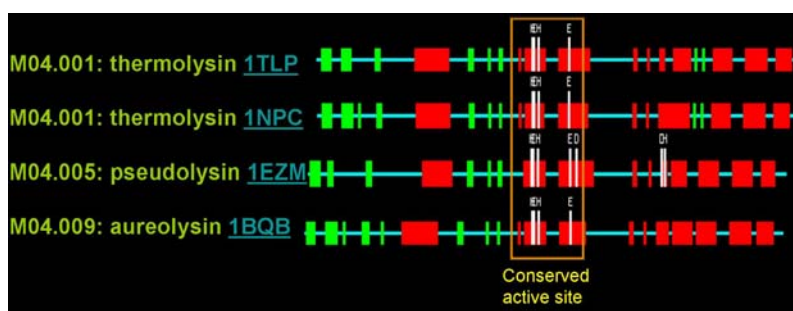 HEH E
M04.001: thermolysin 1TLP
HEH E
M04.001: thermolysin 1NPC
HEH ED DH
M04.005: pseudolysin 1EZM
HEH E
M04.009: aureolysin 1BQB
Conserved
active site